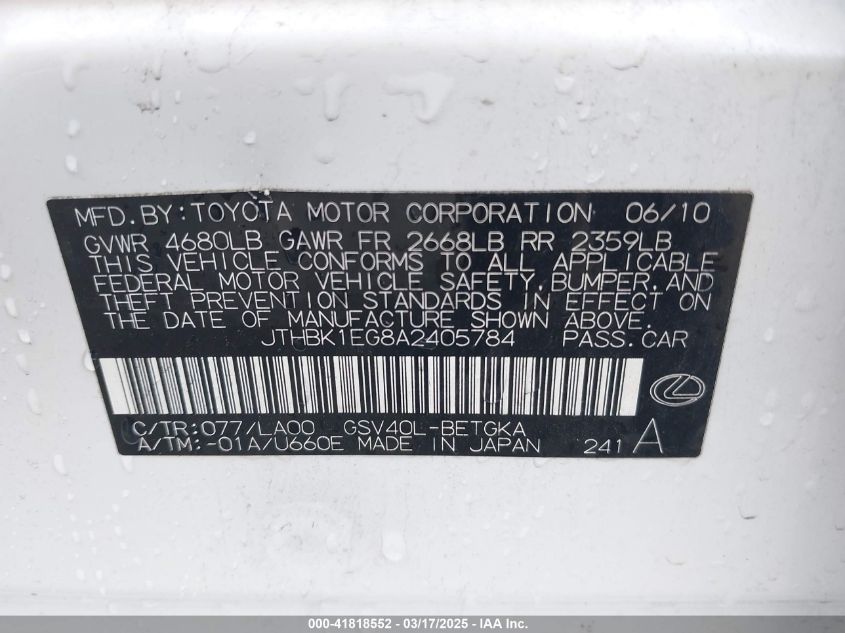 MFD.BY:TOYOTA MOTOR CORPORATION 06/10
GVWR 4680LB GAWR FR 2668LB RR 2359LB
THIS VEHICLE CONFORMS TO ALL APPLICABLE
FEDERAL MOTOR VEHICLE SAFETY,BUMPER,AND
THEFT PREVENTION STANDARDS IN EFFECT ON
THE DATE OF MANUFACTURE SHOWN ABOVE.
JTHBK1EG8A2405784 PASS.CAR
C/TR:077/LA00 GSV40L-BETGKA
A/TM:-01A/U660E MADE IN JAPAN 241 A
000-41818552 - 03/17/2025 - IAA Inc.